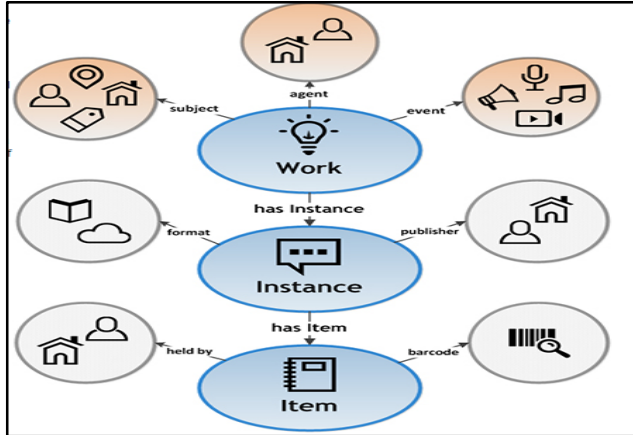 agent
subject
event
Work
has Instance
format
publisher
Instance
has Item
held by
barcode
Item